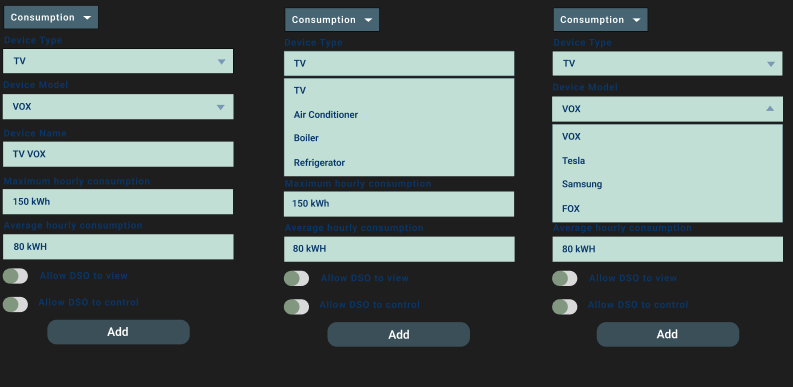 Consumption
Device Type
TV
Device Model
VOX
Device Name
TV VOX
Maximum hourly consumption
150 kWh
Average hourly consumption
80 kWH
Allow DSO to view
Allow DSO to control
Add
Consumption
Device Type
TV
TV
Air Conditioner
Boiler
Refrigerator
Maximum hourly consumption
150 kWh
Average hourly consumption
80 kWH
Allow DSO to view
Allow DSO to control
Add
Consumption
Device Type
TV
Device Model
VOX
VOX
Tesla
Samsung
FOX
Average hourly consumption
80 kWH
Allow DSO to view
Allow DSO to control
Add